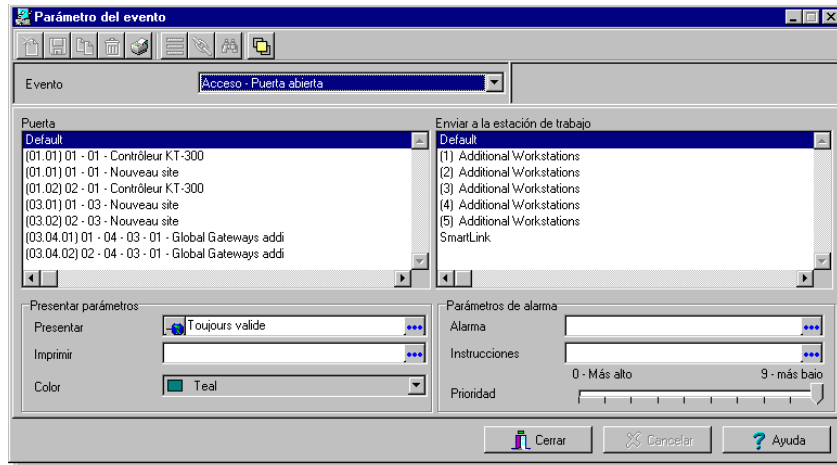 Parámetro del evento
Evento
Acceso - Puerta abierta
Puerta
Default
(01.01) 01 - 01 - Contrôleur KT-300
(01.01) 01 - 01 - Nouveau site
(01.02) 02 - 01 - Contrôleur KT-300
(03.01) 01 - 03 - Nouveau site
(03.02) 02 - 03 - Nouveau site
(03.04.01) 01 - 04 - 03 - 01 - Global Gateways addi
(03.04.02) 02 - 04 - 03 - 01 - Global Gateways addi
Enviar a la estación de trabajo
Default
(1) Additional Workstations
(2) Additional Workstations
(3) Additional Workstations
(4) Additional Workstations
(5) Additional Workstations
SmartLink
Presentar parámetros
Presentar
Toujours valide
Imprimir
Color
Teal
Parámetros de alarma
Alarma
Instrucciones
0 - Más alto
9 - más baio
Prioridad
Cerrar
Cancelar
Ayuda